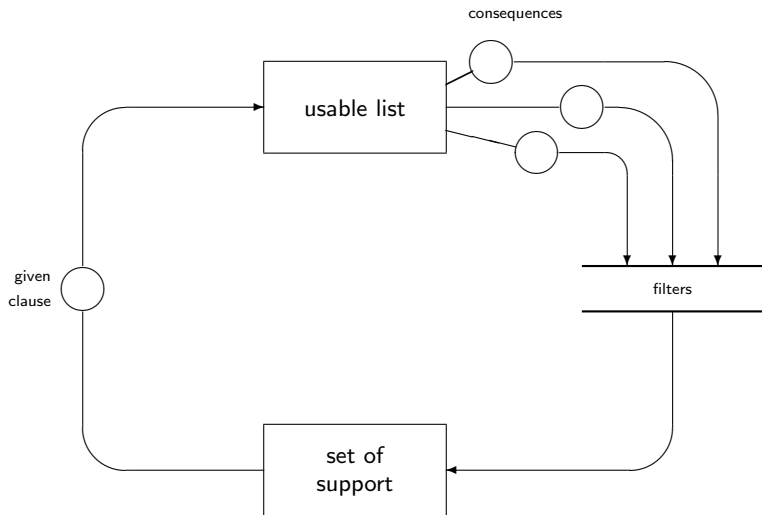 consequences
usable list
given
clause
filters
set of
support